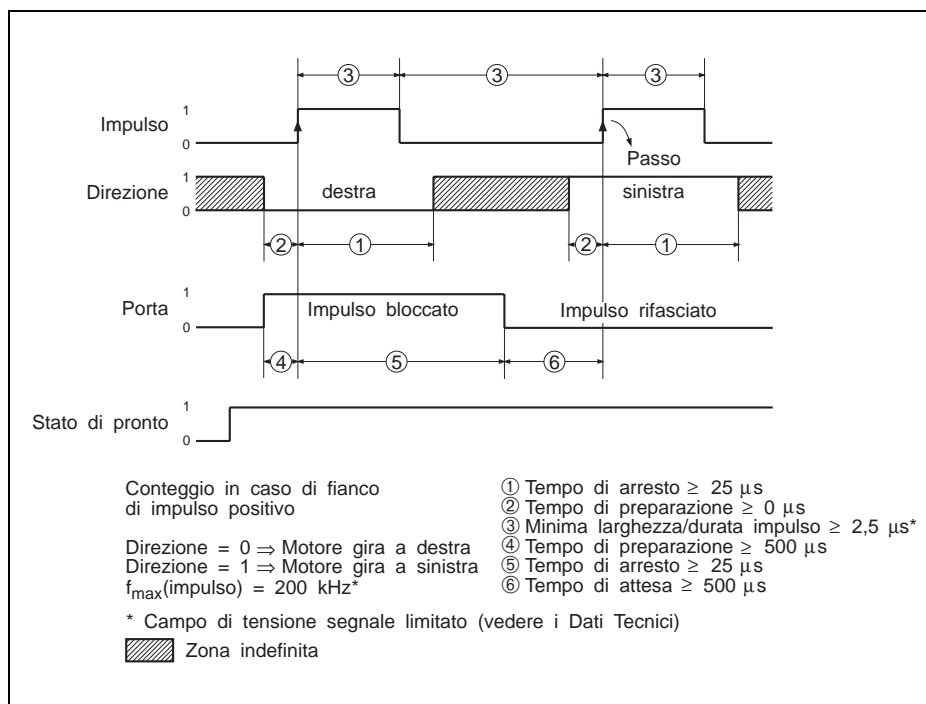 ③ ③ ③
Impulso 1 0
Passo
Direzione 1 0 destra sinistra
② ① ② ①
Porta 1 0 Impulso bloccato Impulso rifasciato
④ ⑤ ⑥
Stato di pronto 1 0
Conteggio in caso di fianco
di impulso positivo
Direzione = 0 ⇒ Motore gira a destra
Direzione = 1 ⇒ Motore gira a sinistra
fmax(impulso) = 200 kHz*
① Tempo di arresto ≥ 25 μs
② Tempo di preparazione ≥ 0 μs
③ Minima larghezza/durata impulso ≥ 2,5 μs*
④ Tempo di preparazione ≥ 500 μs
⑤ Tempo di arresto ≥ 25 μs
⑥ Tempo di attesa ≥ 500 μs
* Campo di tensione segnale limitato (vedere i Dati Tecnici)
Zona indefinita